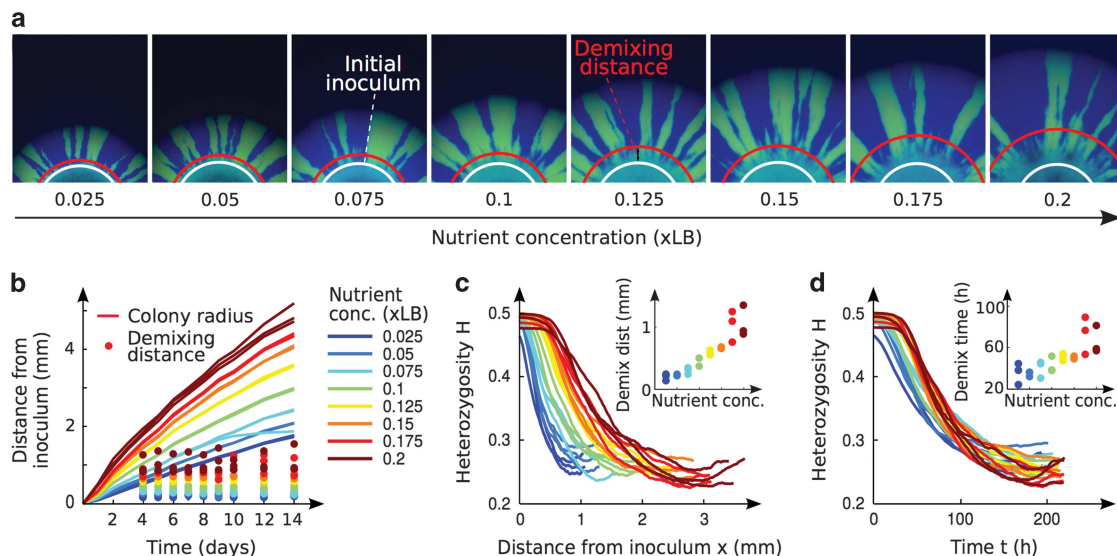 a
Initial
inoculum
Demixing
distance
0.025
0.05
0.075
0.1
0.125
0.15
0.175
0.2
Nutrient concentration (xLB)
b
Distance from
inoculum (mm)
4
2
0
Colony radius
Demixing
distance
2 4 6 8 10 12 14
Time (days)
Nutrient
conc. (xLB)
0.025
0.05
0.075
0.1
0.125
0.15
0.175
0.2
c
Heterozygosity H
0.5
0.4
0.3
0.2
0 1 2 3
Distance from inoculum x (mm)
Demix dist (mm)
1
0
Nutrient conc.
d
Heterozygosity H
0.5
0.4
0.3
0.2
0 100 200
Time t (h)
Demix time (h)
100
60
20
Nutrient conc.